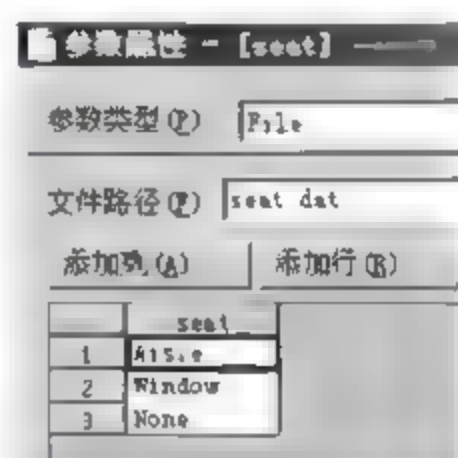 参数属性 - [seat]
参数类型(P) File
文件路径(F) seat dat
添加列(A) 添加行(R)
seat
1 Aisle
2 Window
3 None